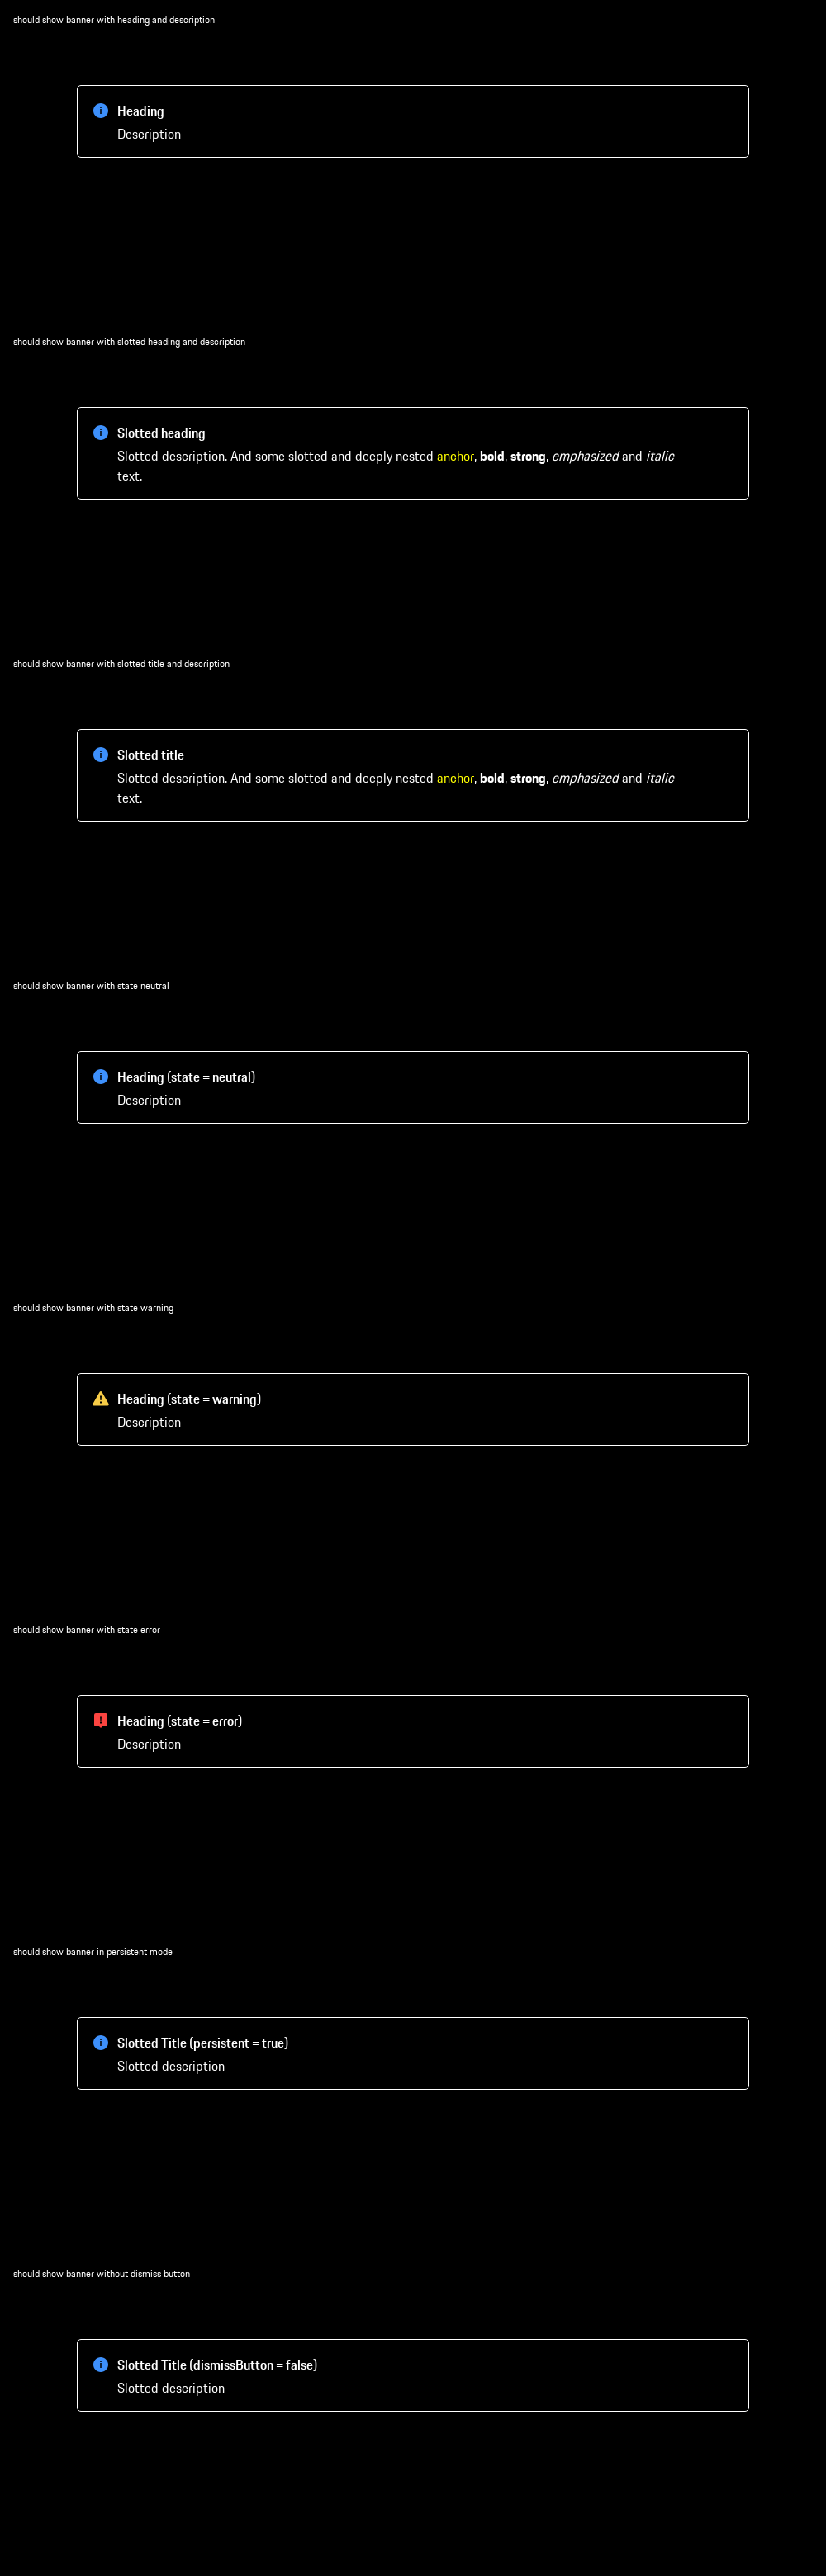 should show banner with heading and description
Heading
Description
should show banner with slotted heading and description
Slotted heading
Slotted description. And some slotted and deeply nested anchor, bold, strong, emphasized and italic
text.
should show banner with slotted title and description
Slotted title
Slotted description. And some slotted and deeply nested anchor, bold, strong, emphasized and italic
text.
should show banner with state neutral
Heading (state = neutral)
Description
should show banner with state warning
Heading (state = warning)
Description
should show banner with state error
Heading (state = error)
Description
should show banner in persistent mode
Slotted Title (persistent = true)
Slotted description
should show banner without dismiss button
Slotted Title (dismissButton = false)
Slotted description